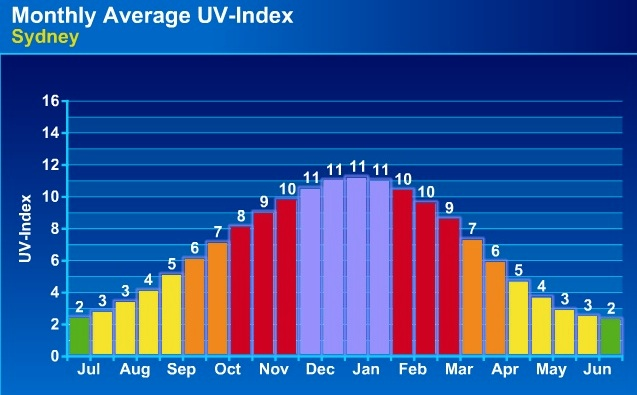 Monthly Average UV-Index
Sydney
16
14
12
10
8
6
4
2
0
UV-Index
2 3 3 4 5 6 7 8 9 10 11 11 11 11 10 10 9 7 6 5 4 3 3 2
Jul Aug Sep Oct Nov Dec Jan Feb Mar Apr May Jun